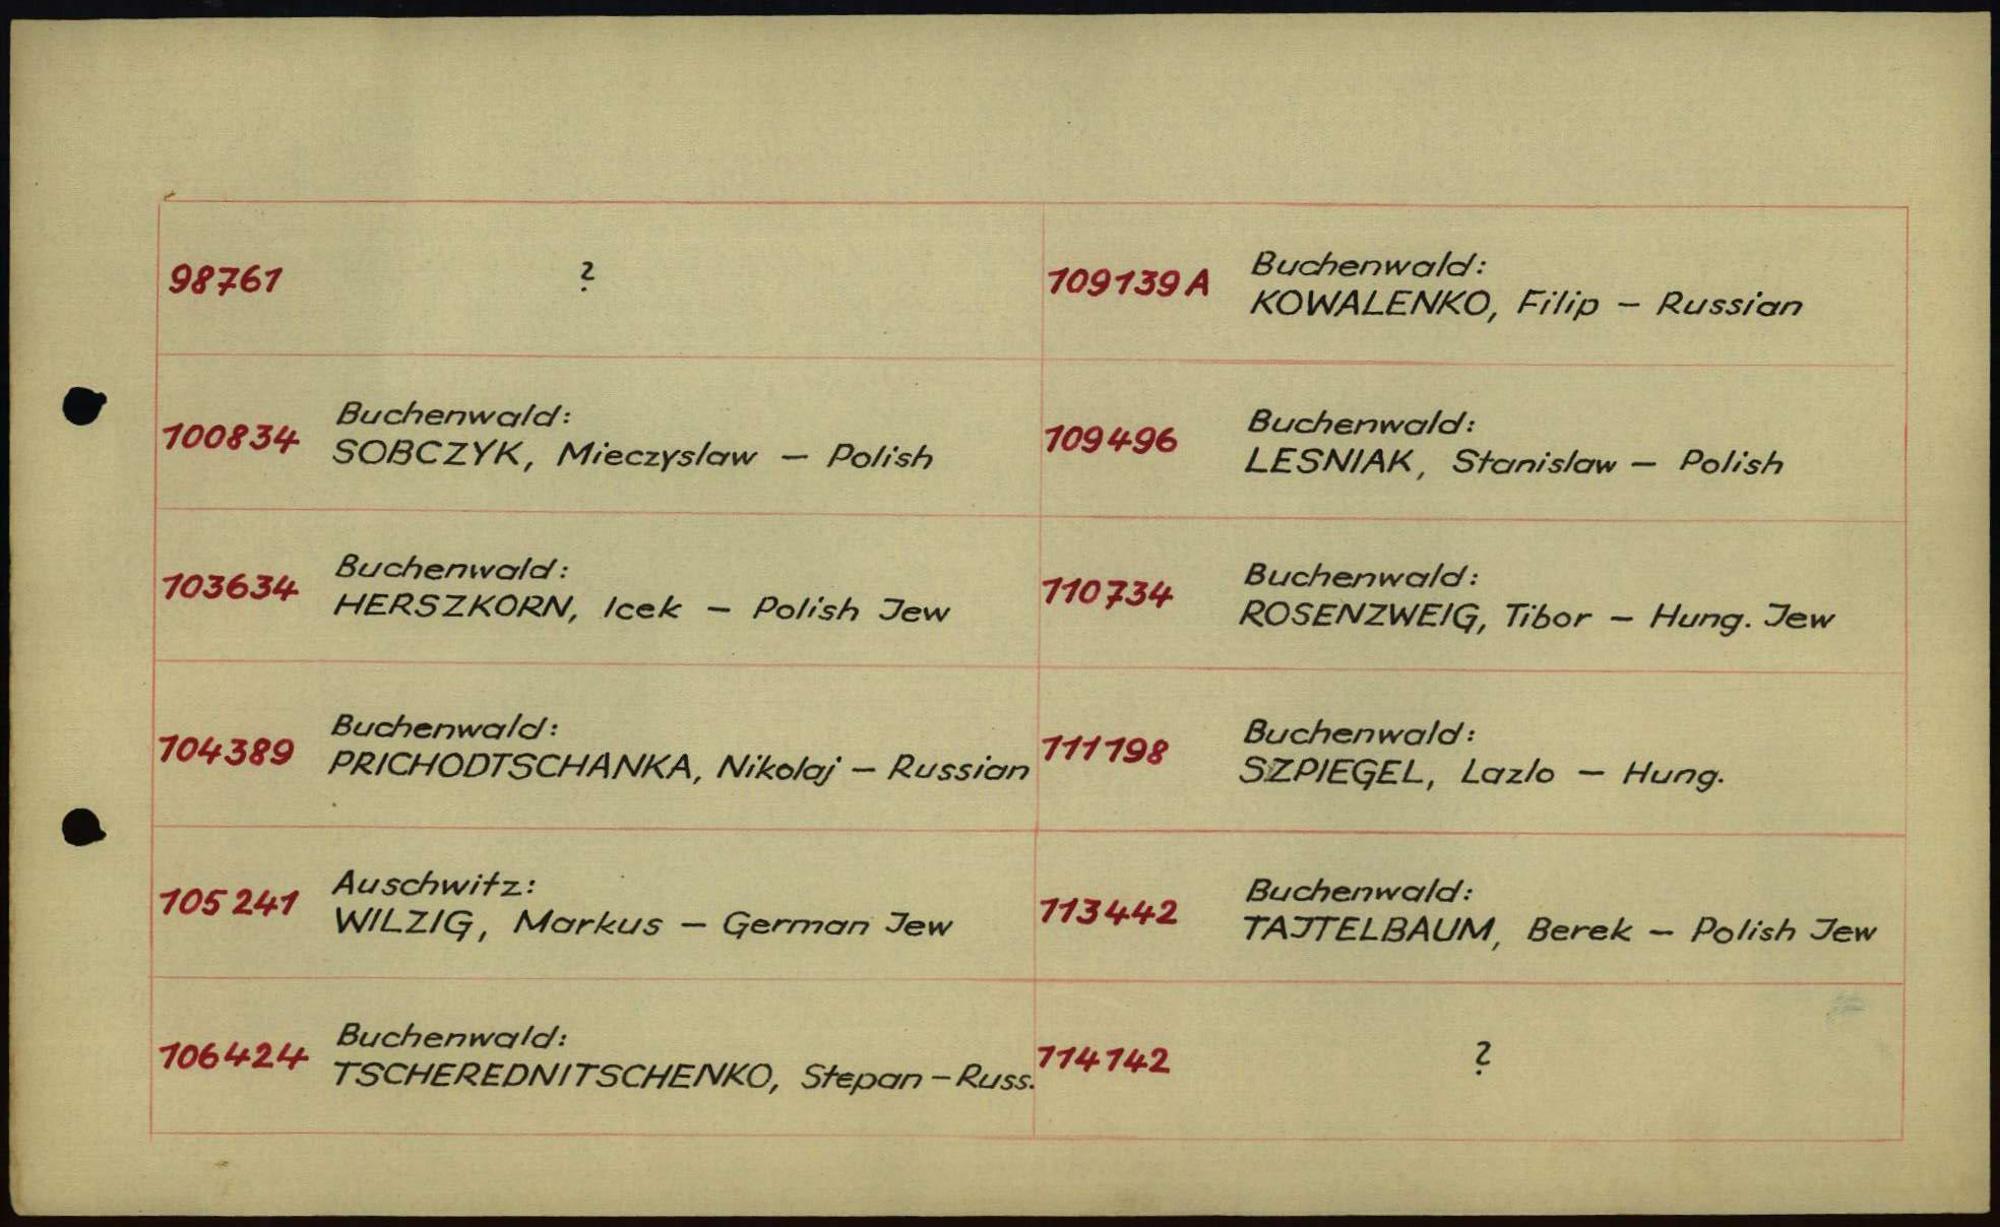 98761 ?
100834 Buchenwald:
SOBCZYK, Mieczyslaw – Polish
103634 Buchenwald:
HERSZKORN, Icek – Polish Jew
104389 Buchenwald:
PRICHODTSCHANKA, Nikolaj – Russian
105241 Auschwitz:
WILZIG, Markus – German Jew
106424 Buchenwald:
TSCHEREDNITSCHENKO, Stepan – Russ.
109139 A Buchenwald:
KOWALENKO, Filip – Russian
109496 Buchenwald:
LESNIAK, Stanislaw – Polish
110734 Buchenwald:
ROSENZWEIG, Tibor – Hung. Jew
111198 Buchenwald:
SZPIEGEL, Lazlo – Hung.
113442 Buchenwald:
TAJTELBAUM, Berek – Polish Jew
114142 ?